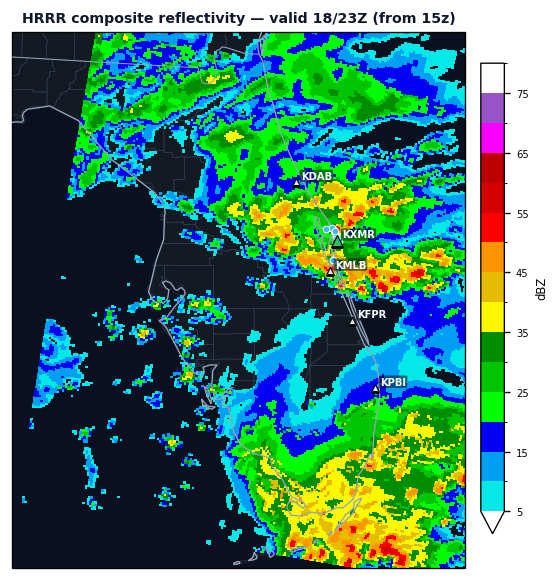 HRRR composite reflectivity — valid 18/23Z (from 15z)
75
65
55
45
35
25
15
5
dBZ
KDAB
KXMR
KMLB
KFPR
KPBI